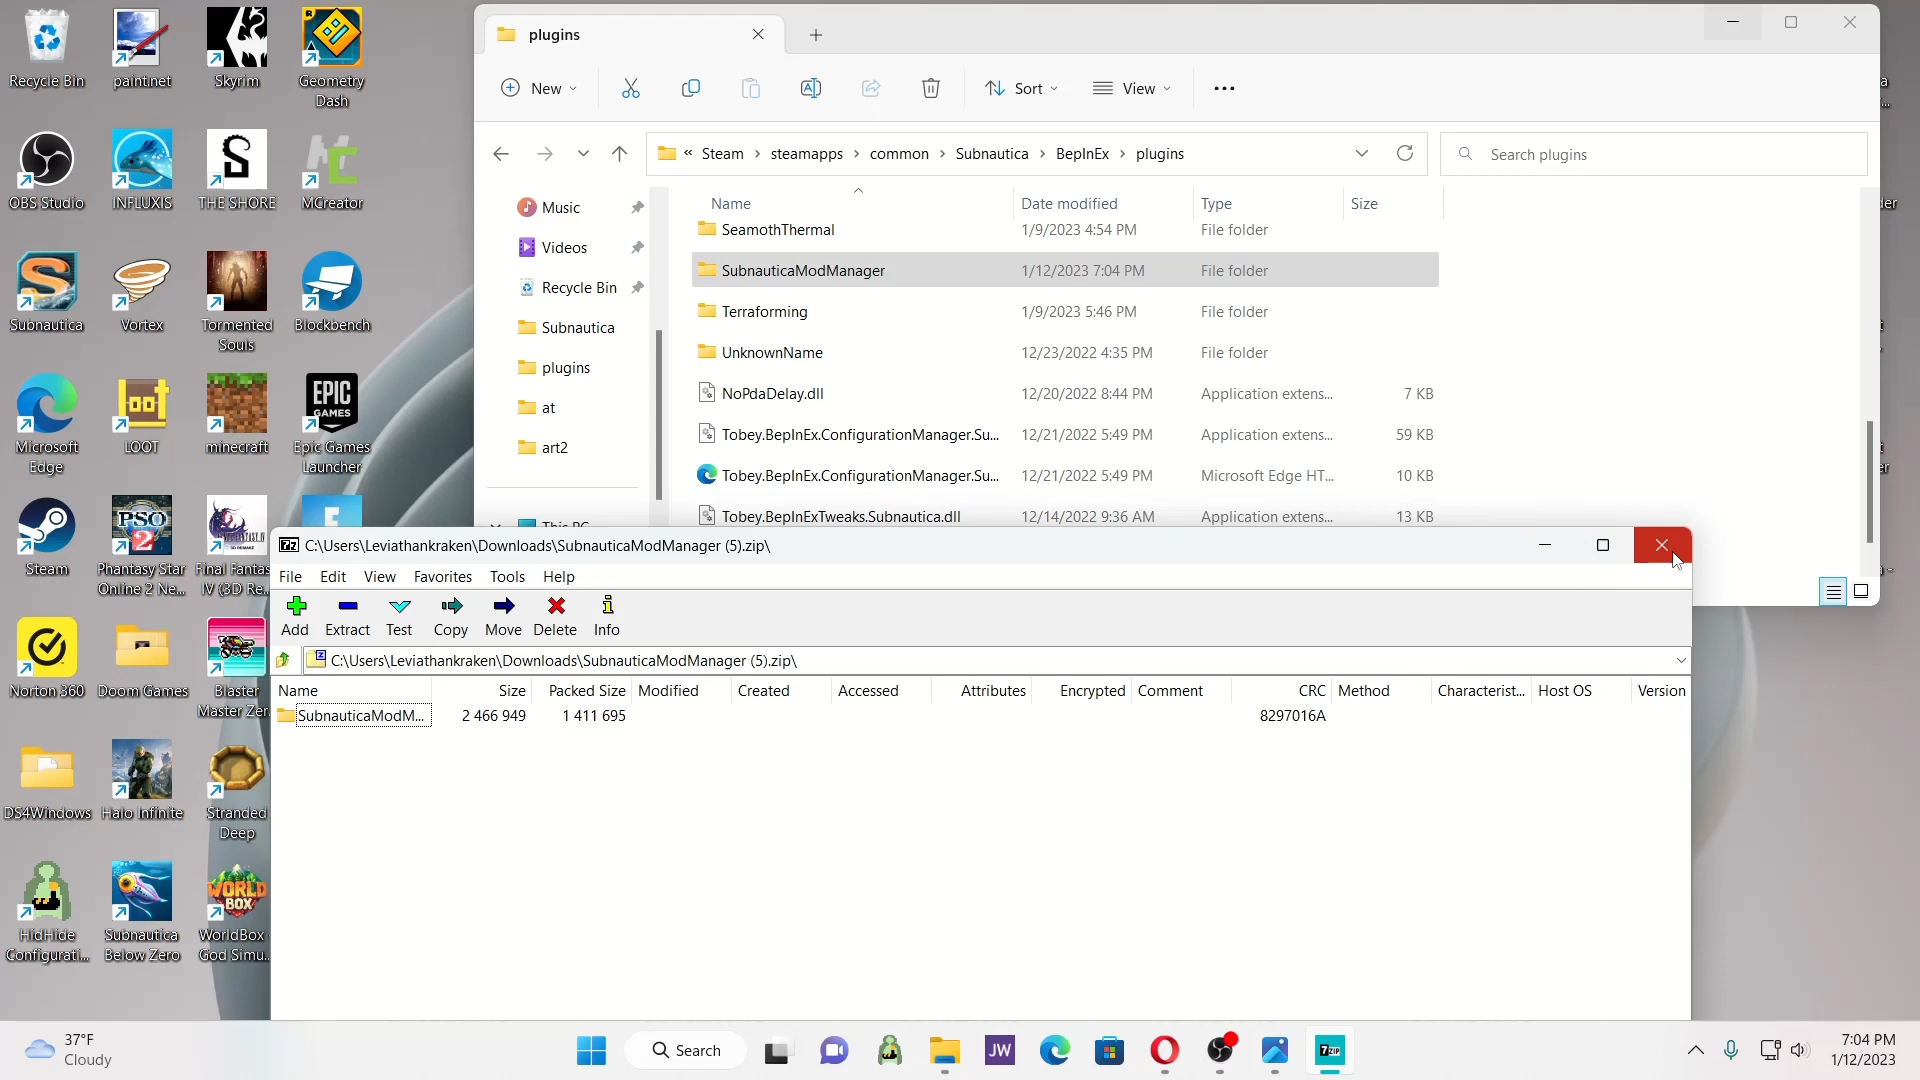 Recycle Bin
paint.net
Skyrim
Geometry
Dash
OBS Studio
INFLUXIS
THE SHORE
MCreator
Subnautica
Vortex
Tormented
Souls
Blockbench
Microsoft
Edge
LOOT
minecraft
EPIC
GAMES
Epic Games
Launcher
Steam
PSO
2
Phantasy Star
Online 2 Ne...
Final Fantas
IV (3D Re...
Norton 360
Doom Games
Blaster
Master Zer
DS4Windows
Halo Infinite
Stranded
Deep
HidHide
Configurati...
Subnautica
Below Zero
WORLD
BOX
WorldBox
God Simu...
plugins
New
Sort
View
« Steam › steamapps › common › Subnautica › BepInEx › plugins
Search plugins
Music
Videos
Recycle Bin
Subnautica
plugins
at
art2
This PC
Name Date modified Type Size
SeamothThermal 1/9/2023 4:54 PM File folder
SubnauticaModManager 1/12/2023 7:04 PM File folder
Terraforming 1/9/2023 5:46 PM File folder
UnknownName 12/23/2022 4:35 PM File folder
NoPdaDelay.dll 12/20/2022 8:44 PM Application extens... 7 KB
Tobey.BepInEx.ConfigurationManager.Su... 12/21/2022 5:49 PM Application extens... 59 KB
Tobey.BepInEx.ConfigurationManager.Su... 12/21/2022 5:49 PM Microsoft Edge HT... 10 KB
Tobey.BepInExTweaks.Subnautica.dll 12/14/2022 9:36 AM Application extens... 13 KB
7z C:\Users\Leviathankraken\Downloads\SubnauticaModManager (5).zip\
File Edit View Favorites Tools Help
Add Extract Test Copy Move Delete Info
C:\Users\Leviathankraken\Downloads\SubnauticaModManager (5).zip\
Name Size Packed Size Modified Created Accessed Attributes Encrypted Comment CRC Method Characterist... Host OS Version
SubnauticaModM... 2 466 949 1 411 695 8297016A
37°F
Cloudy
Search
JW
7ZIP
7:04 PM
1/12/2023